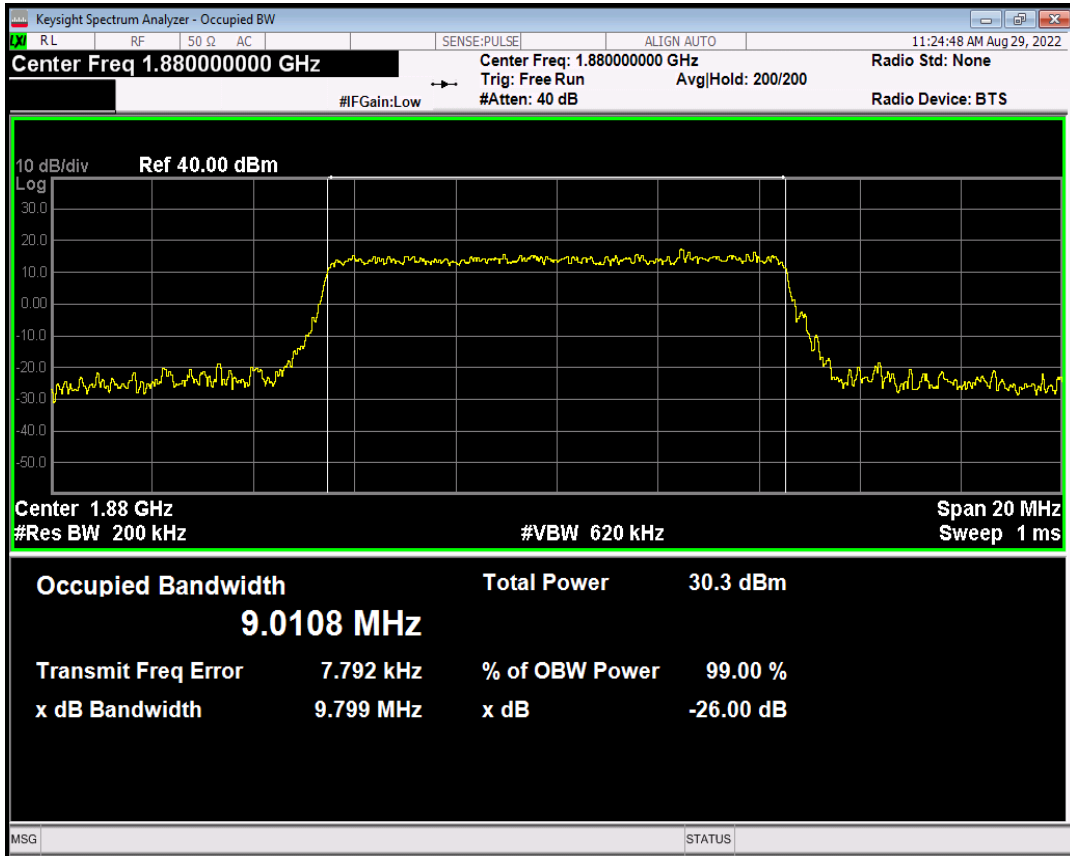 Keysight Spectrum Analyzer - Occupied BW
LXI RL RF 50 Ω AC SENSE:PULSE ALIGN AUTO 11:24:48 AM Aug 29, 2022
Center Freq 1.880000000 GHz Center Freq: 1.880000000 GHz Radio Std: None
Trig: Free Run Avg|Hold: 200/200
#IFGain:Low #Atten: 40 dB Radio Device: BTS
10 dB/div Ref 40.00 dBm
Log
30.0
20.0
10.0
0.00
-10.0
-20.0
-30.0
-40.0
-50.0
Center 1.88 GHz Span 20 MHz
#Res BW 200 kHz #VBW 620 kHz Sweep 1 ms
Occupied Bandwidth Total Power 30.3 dBm
9.0108 MHz
Transmit Freq Error 7.792 kHz % of OBW Power 99.00 %
x dB Bandwidth 9.799 MHz x dB -26.00 dB
MSG STATUS